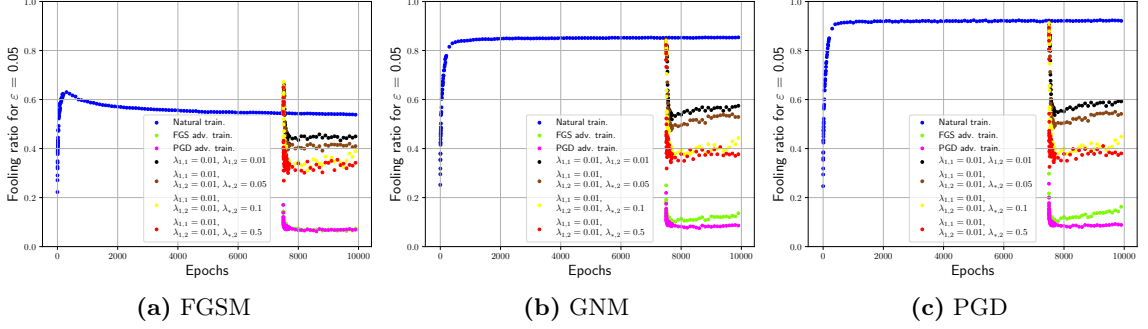 Fooling ratio for ε = 0.05
1.0
0.8
0.6
0.4
0.2
0.0
Natural train.
FGS adv. train.
PGD adv. train.
λ1,1 = 0.01, λ1,2 = 0.01
λ1,1 = 0.01,
λ1,2 = 0.01, λ*,2 = 0.05
λ1,1 = 0.01,
λ1,2 = 0.01, λ*,2 = 0.1
λ1,1 = 0.01,
λ1,2 = 0.01, λ*,2 = 0.5
0 2000 4000 6000 8000 10000
Epochs
(a) FGSM
Fooling ratio for ε = 0.05
1.0
0.8
0.6
0.4
0.2
0.0
Natural train.
FGS adv. train.
PGD adv. train.
λ1,1 = 0.01, λ1,2 = 0.01
λ1,1 = 0.01,
λ1,2 = 0.01, λ*,2 = 0.05
λ1,1 = 0.01,
λ1,2 = 0.01, λ*,2 = 0.1
λ1,1 = 0.01,
λ1,2 = 0.01, λ*,2 = 0.5
0 2000 4000 6000 8000 10000
Epochs
(b) GNM
Fooling ratio for ε = 0.05
1.0
0.8
0.6
0.4
0.2
0.0
Natural train.
FGS adv. train.
PGD adv. train.
λ1,1 = 0.01, λ1,2 = 0.01
λ1,1 = 0.01,
λ1,2 = 0.01, λ*,2 = 0.05
λ1,1 = 0.01,
λ1,2 = 0.01, λ*,2 = 0.1
λ1,1 = 0.01,
λ1,2 = 0.01, λ*,2 = 0.5
0 2000 4000 6000 8000 10000
Epochs
(c) PGD